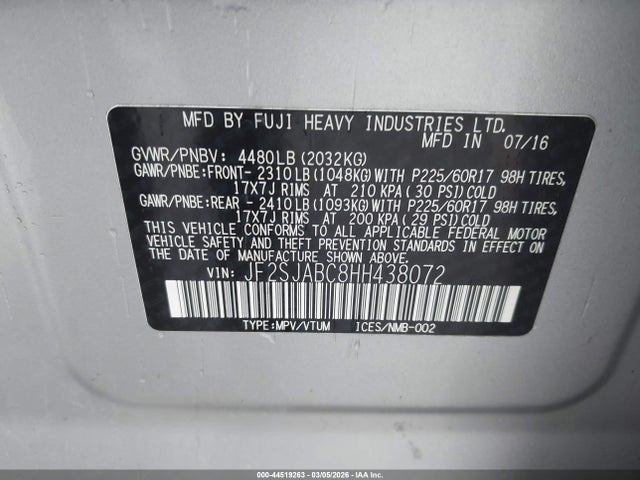 MFD BY FUJI HEAVY INDUSTRIES LTD.
MFD IN 07/16
GVWR/PNBV: 4480LB(2032KG)
GAWR/PNBE:FRONT- 2310LB(1048KG)WITH P225/60R17 98H TIRES,
17X7J RIMS AT 210 KPA( 30 PSI)COLD
GAWR/PNBE:REAR - 2410LB(1093KG)WITH P225/60R17 98H TIRES,
17X7J RIMS AT 200 KPA( 29 PSI)COLD
THIS VEHICLE CONFORMS TO ALL APPLICABLE FEDERAL MOTOR
VEHICLE SAFETY AND THEFT PREVENTION STANDARDS IN EFFECT ON
THE DATE OF MANUFACTURE SHOWN ABOVE.
VIN: JF2SJABC8HH438072
TYPE:MPV/VTUM ICES/NMB-002
000-44519263 - 03/05/2026 - IAA Inc.